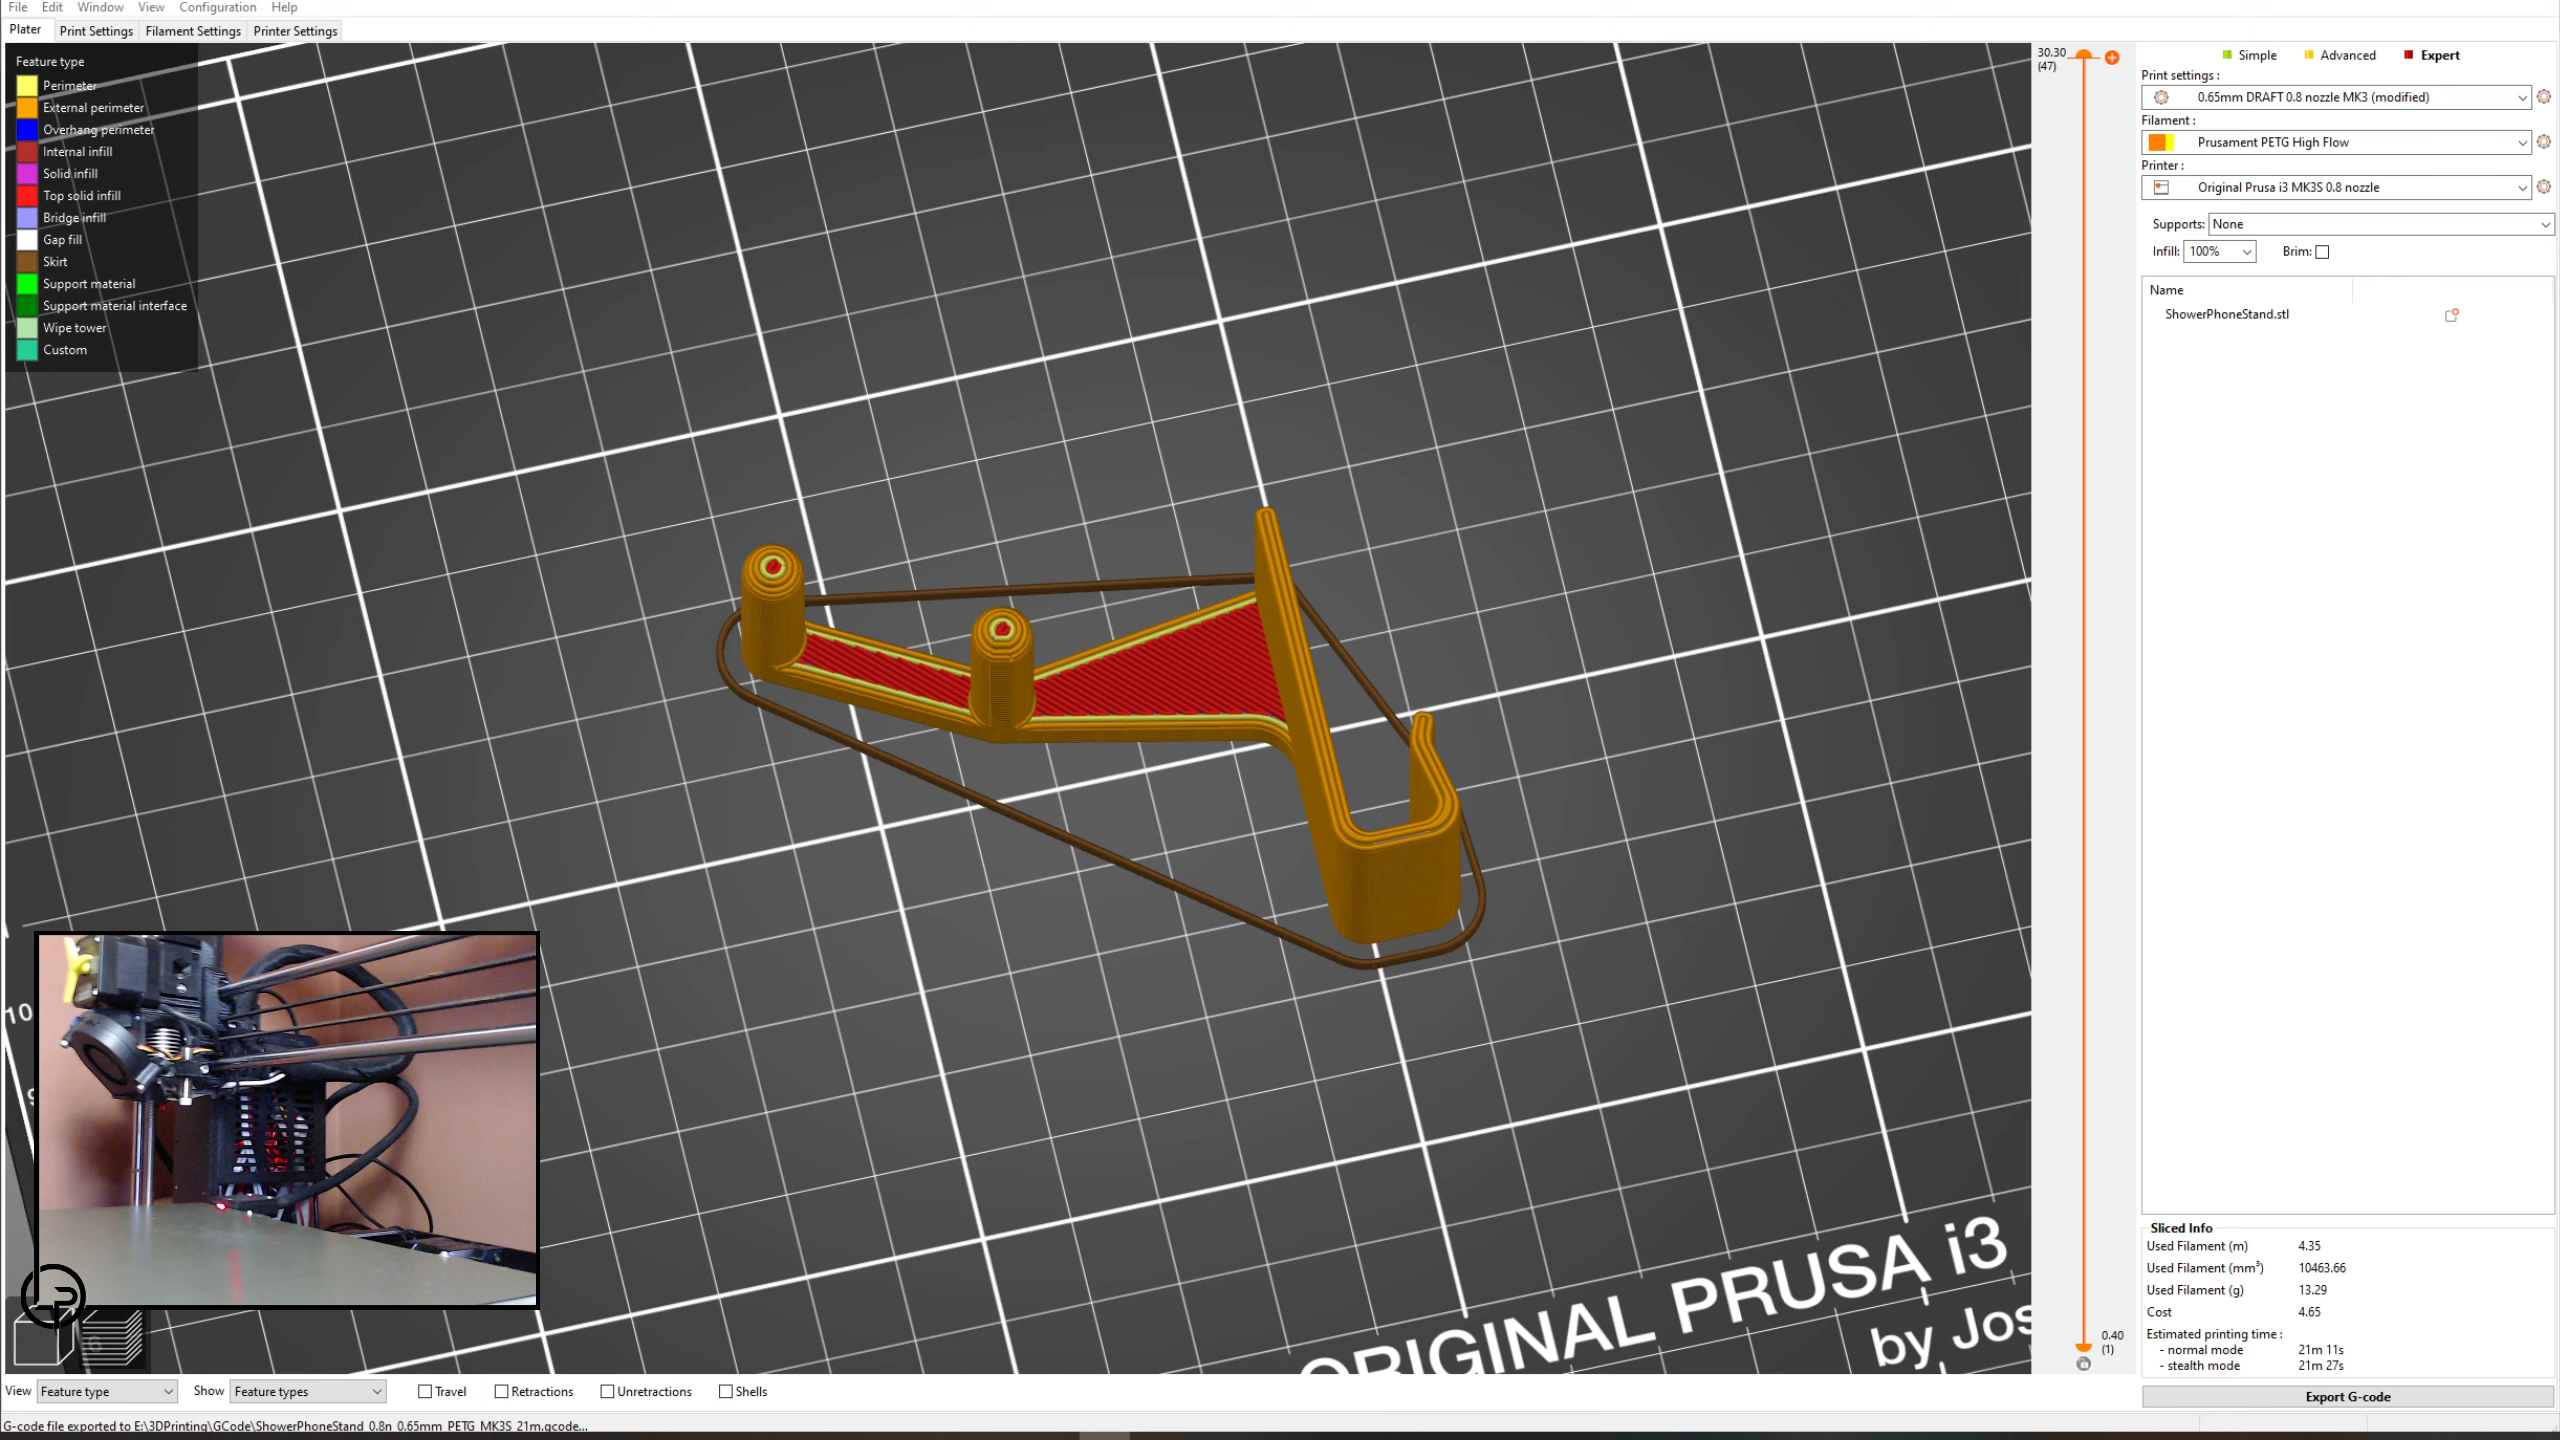 File Edit Window View Configuration Help
Plater Print Settings Filament Settings Printer Settings
Feature type
Perimeter
External perimeter
Overhang perimeter
Internal infill
Solid infill
Top solid infill
Bridge infill
Gap fill
Skirt
Support material
Support material interface
Wipe tower
Custom
30.30
(47)
Simple Advanced Expert
Print settings :
0.65mm DRAFT 0.8 nozzle MK3 (modified)
Filament :
Prusament PETG High Flow
Printer :
Original Prusa i3 MK3S 0.8 nozzle
Supports: None
Infill: 100% Brim:
Name
ShowerPhoneStand.stl
10
ORIGINAL PRUSA i3
by Jos
0.40
(1)
Sliced Info
Used Filament (m) 4.35
Used Filament (mm³) 10463.66
Used Filament (g) 13.29
Cost 4.65
Estimated printing time :
- normal mode 21m 11s
- stealth mode 21m 27s
Export G-code
View Feature type Show Feature types Travel Retractions Unretractions Shells
G-code file exported to E:\3DPrinting\GCode\ShowerPhoneStand_0.8n_0.65mm_PETG_MK3S_21m.gcode...